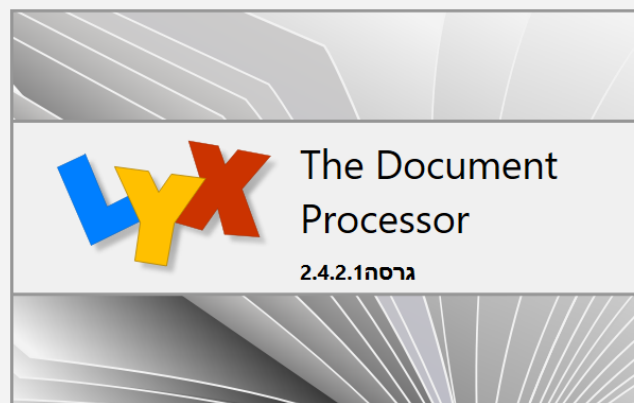 LYX
The Document
Processor
גרסה2.4.2.1